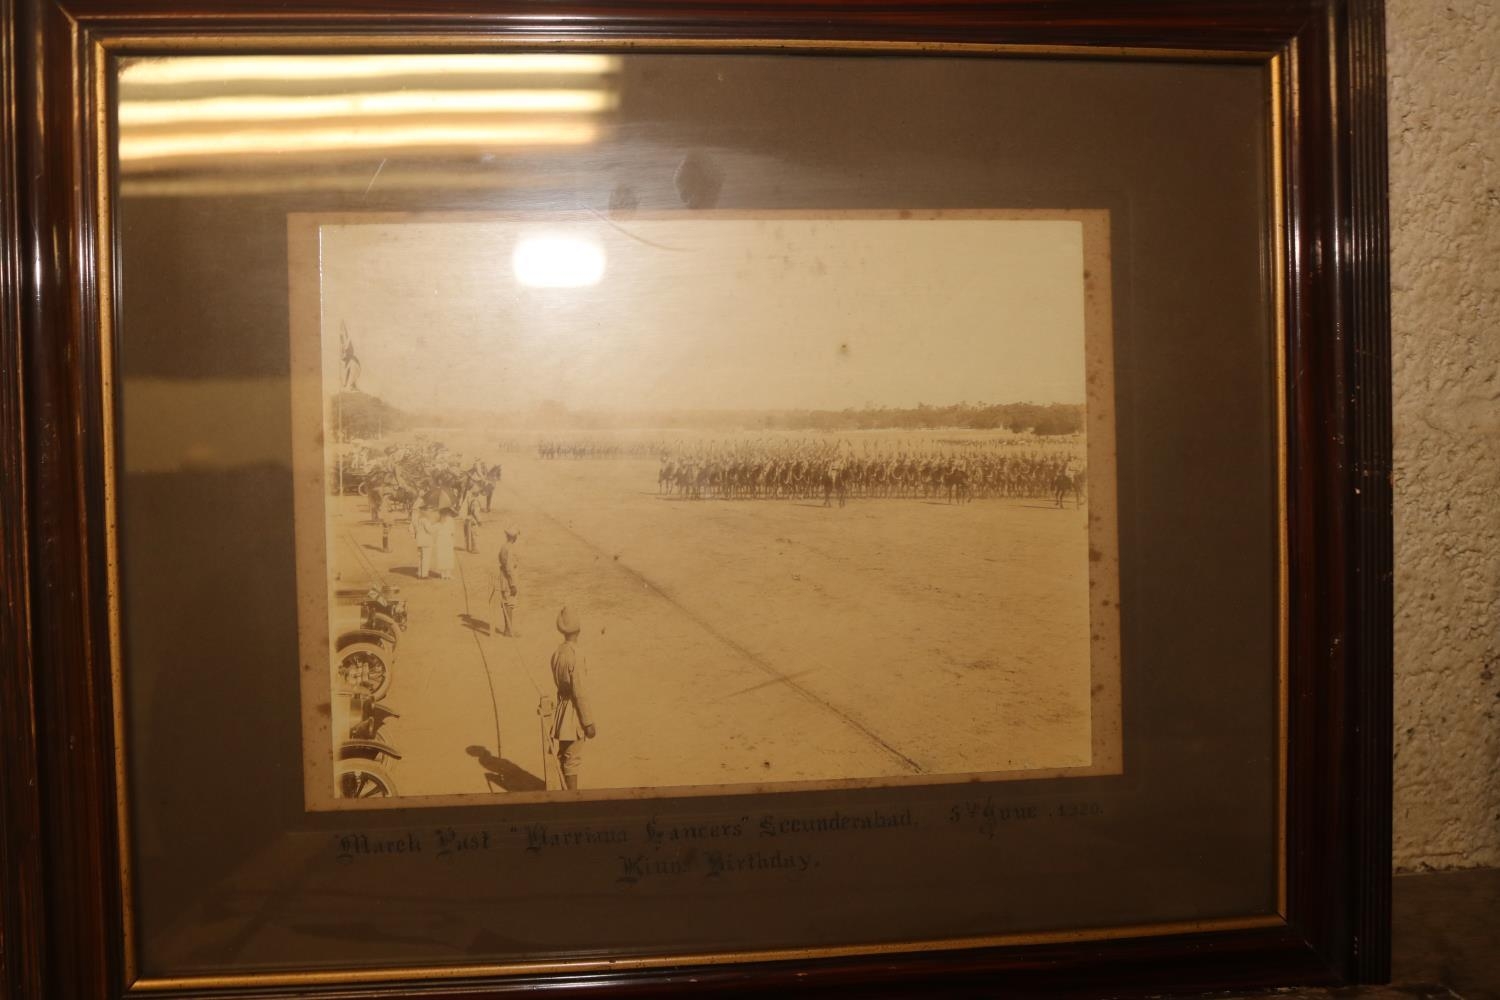 March Past "Harriana Lancers" Secunderabad. 5th June . 1920.
Kings Birthday.